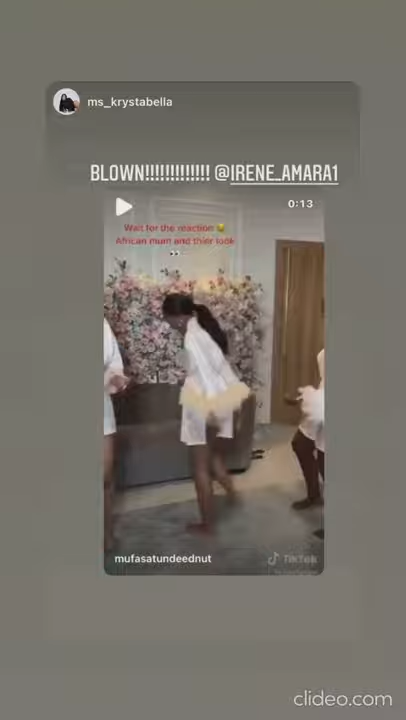 ms_krystabella
BLOWN!!!!!!!!!!!!! @IRENE_AMARA1
0:13
Wait for the reaction 😂
African mum and thier look
👀
mufasatundeednut
TikTok
clideo.com